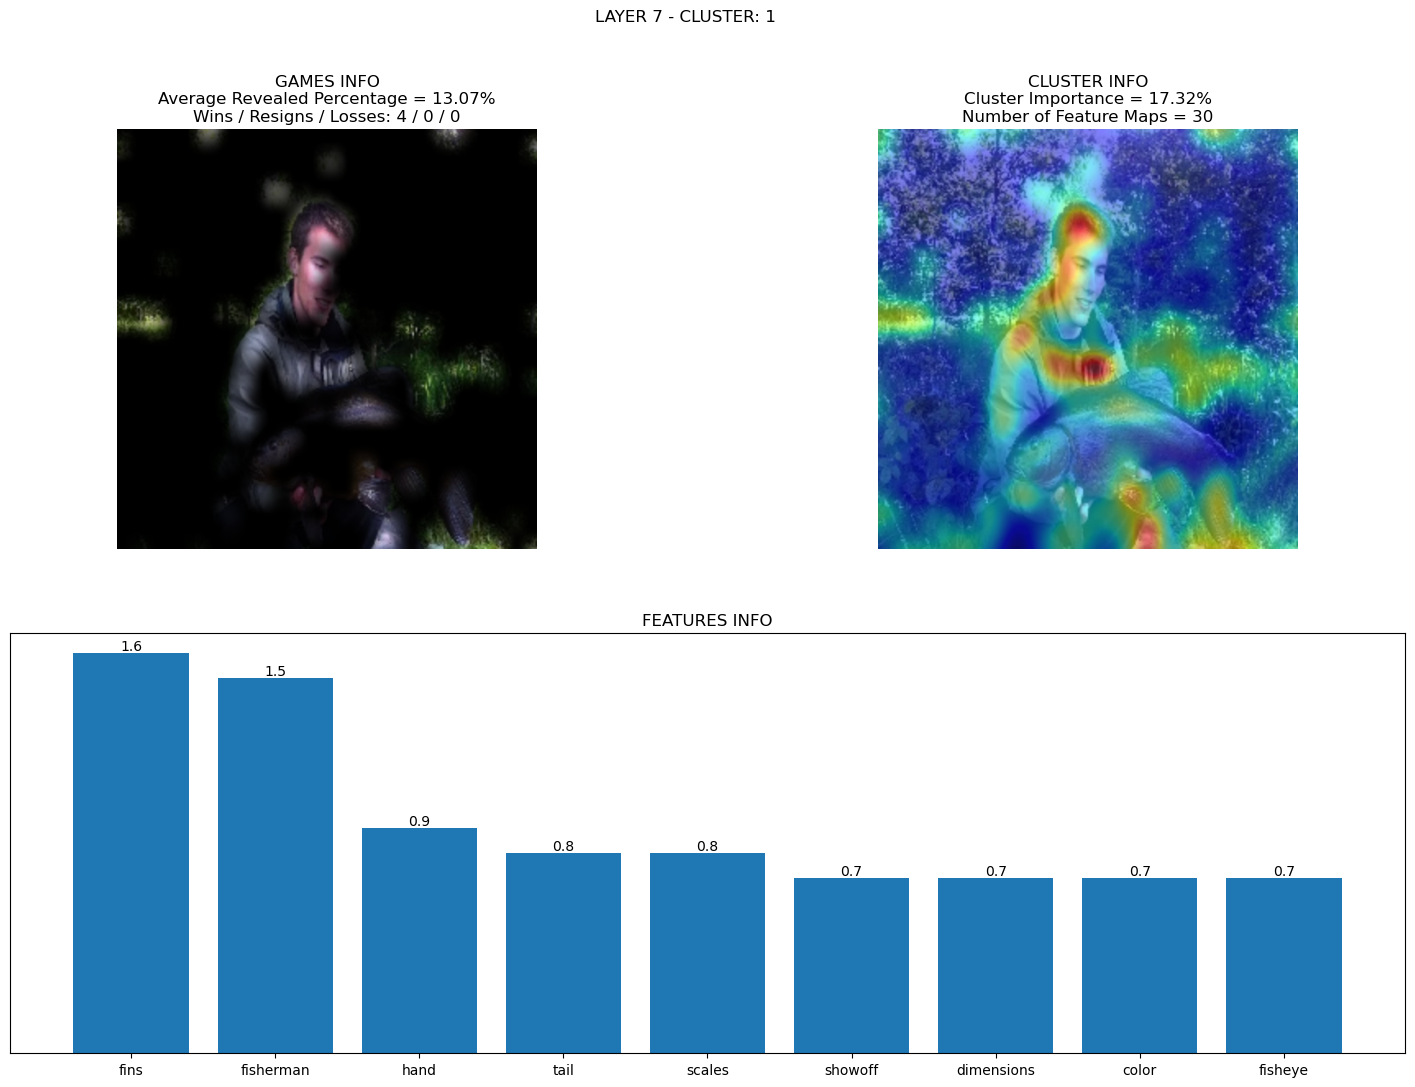 LAYER 7 - CLUSTER: 1
GAMES INFO
Average Revealed Percentage = 13.07%
Wins / Resigns / Losses: 4 / 0 / 0
CLUSTER INFO
Cluster Importance = 17.32%
Number of Feature Maps = 30
FEATURES INFO
1.6
1.5
0.9
0.8
0.8
0.7
0.7
0.7
0.7
fins
fisherman
hand
tail
scales
showoff
dimensions
color
fisheye